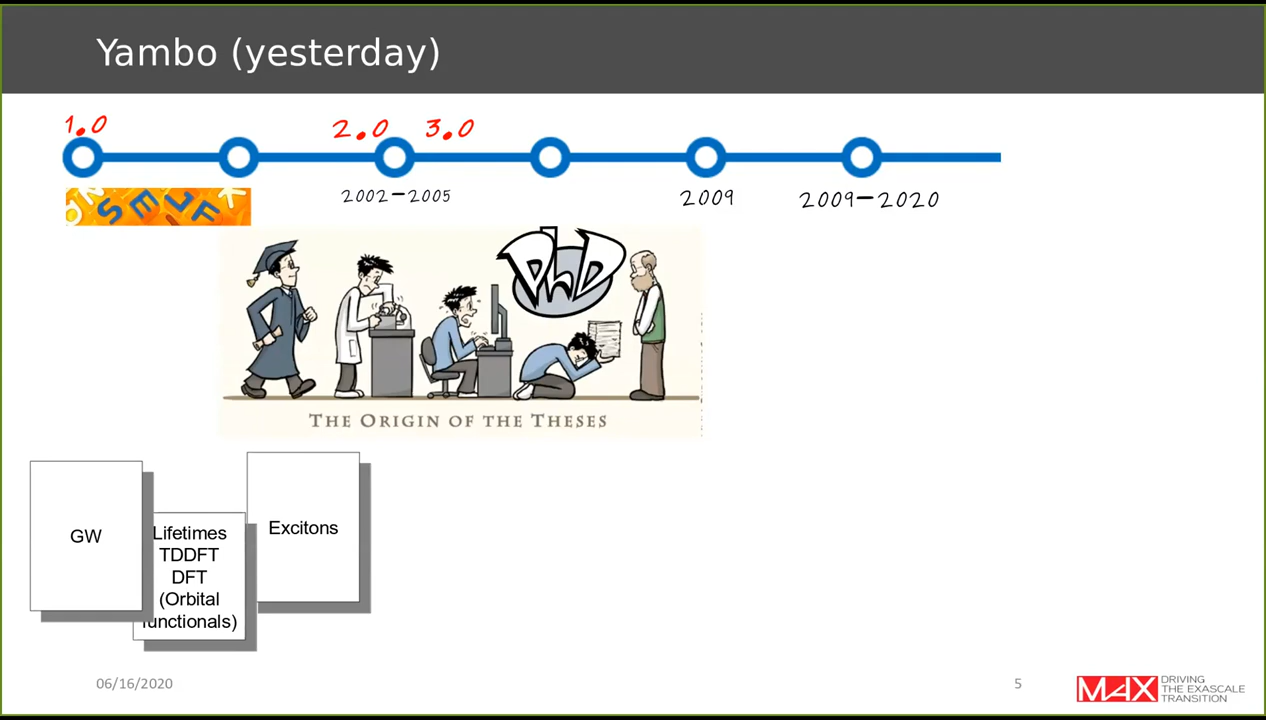 Yambo (yesterday)
1.0
2.0 3.0
SELF
2002-2005
2009
2009-2020
PhD
THE ORIGIN OF THE THESES
GW
Lifetimes
TDDFT
DFT
(Orbital
functionals)
Excitons
06/16/2020
5
MAX
DRIVING
THE EXASCALE
TRANSITION